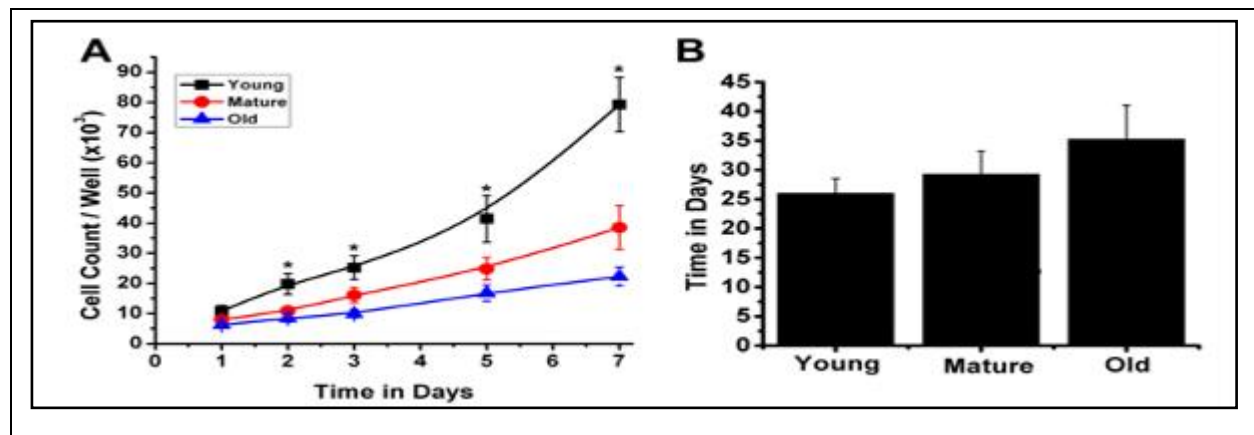 A
Cell Count / Well (x10³)
90
80
70
60
50
40
30
20
10
0
Young
Mature
Old
*
*
*
*
0 1 2 3 4 5 6 7
Time in Days
B
Time in Days
45
40
35
30
25
20
15
10
5
0
Young Mature Old